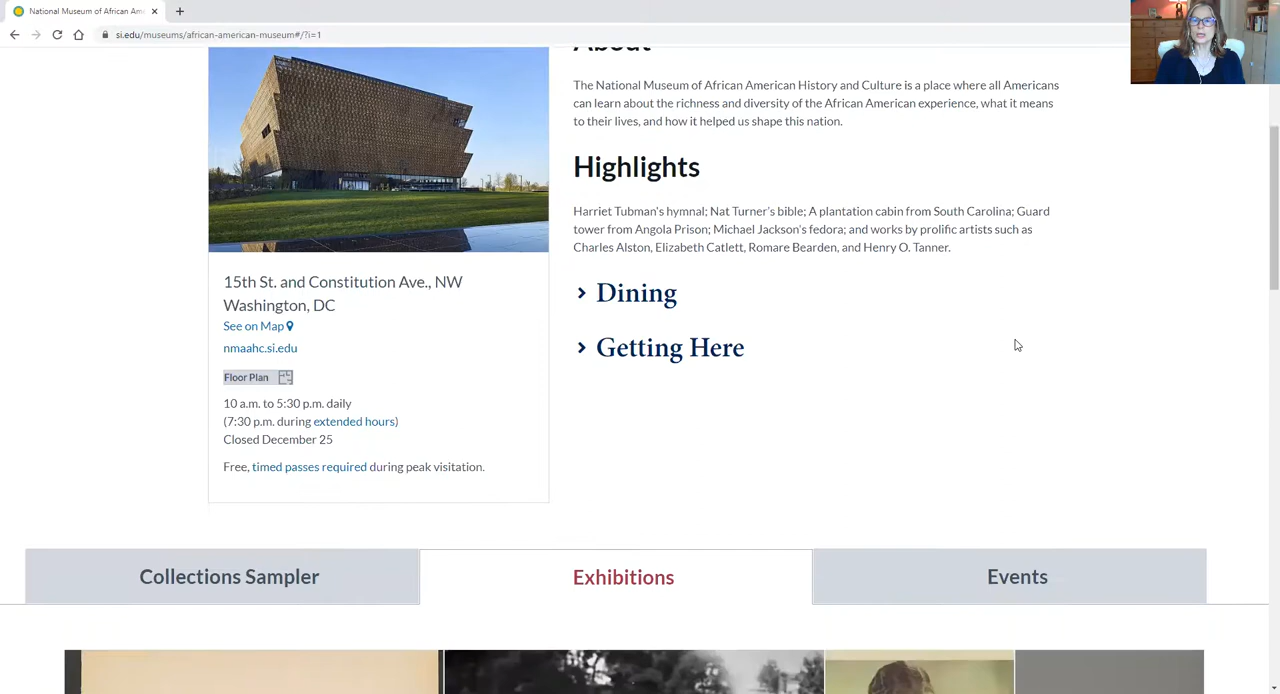 National Museum of African Am
si.edu/museums/african-american-museum#/?i=1
About
The National Museum of African American History and Culture is a place where all Americans
can learn about the richness and diversity of the African American experience, what it means
to their lives, and how it helped us shape this nation.
Highlights
Harriet Tubman's hymnal; Nat Turner's bible; A plantation cabin from South Carolina; Guard
tower from Angola Prison; Michael Jackson's fedora; and works by prolific artists such as
Charles Alston, Elizabeth Catlett, Romare Bearden, and Henry O. Tanner.
Dining
Getting Here
15th St. and Constitution Ave., NW
Washington, DC
See on Map
nmaahc.si.edu
Floor Plan
10 a.m. to 5:30 p.m. daily
(7:30 p.m. during extended hours)
Closed December 25
Free, timed passes required during peak visitation.
Collections Sampler
Exhibitions
Events